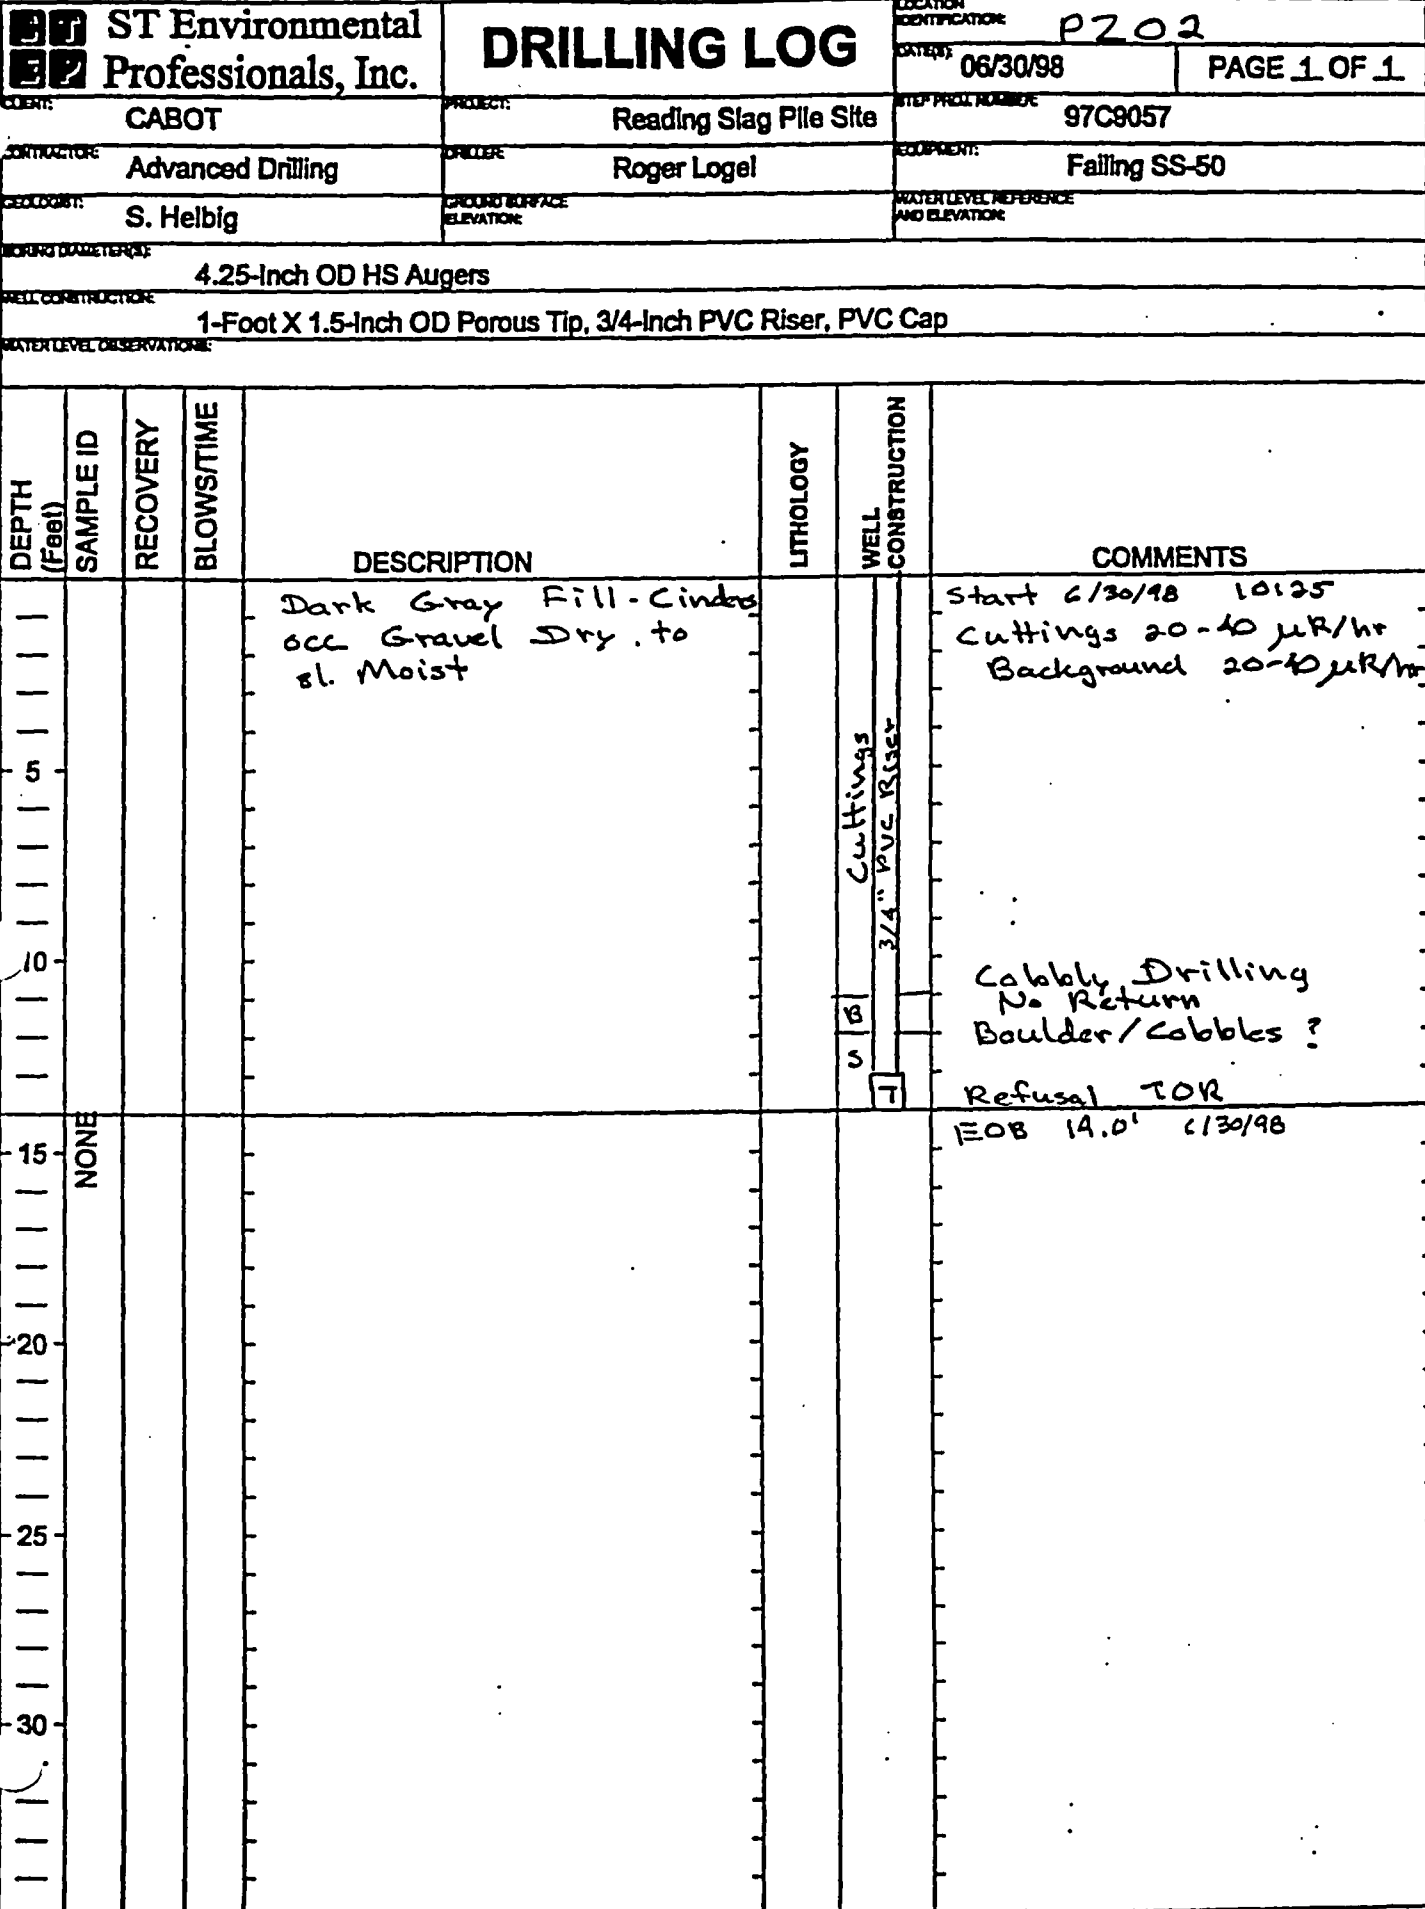 ST Environmental
Professionals, Inc.
DRILLING LOG
LOCATION
IDENTIFICATION:
PZ02
DATE(S):
06/30/98
PAGE 1 OF 1
CLIENT:
CABOT
PROJECT:
Reading Slag Pile Site
STEP PROJ. NUMBER:
97C9057
CONTRACTOR:
Advanced Drilling
DRILLER:
Roger Logel
EQUIPMENT:
Failing SS-50
GEOLOGIST:
S. Helbig
GROUND SURFACE
ELEVATION:
WATER LEVEL REFERENCE
AND ELEVATION:
BORING DIAMETER(S):
4.25-Inch OD HS Augers
WELL CONSTRUCTION:
1-Foot X 1.5-Inch OD Porous Tip, 3/4-Inch PVC Riser, PVC Cap
WATER LEVEL OBSERVATIONS:
DEPTH
(Feet)
SAMPLE ID
RECOVERY
BLOWS/TIME
DESCRIPTION
LITHOLOGY
WELL
CONSTRUCTION
COMMENTS
Dark Gray Fill-Cinders
occ Gravel Dry to
sl. Moist
Start 6/30/98 10:25
Cuttings 20-40 µR/hr
Background 20-40 µR/hr
5
Cuttings
3/4" PVC Riser
10
Cobbly Drilling
No Return
Boulder/Cobbles ?
B
S
T
Refusal TOR
EOB 14.0' 6/30/98
NONE
15
20
25
30